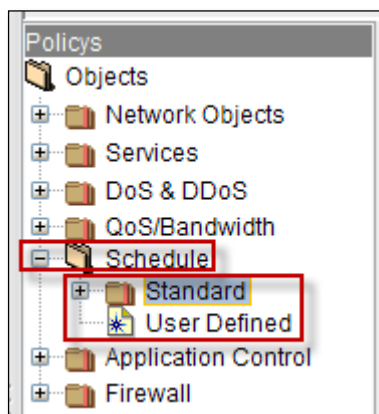 Policys
Objects
Network Objects
Services
DoS & DDoS
QoS/Bandwidth
Schedule
Standard
User Defined
Application Control
Firewall